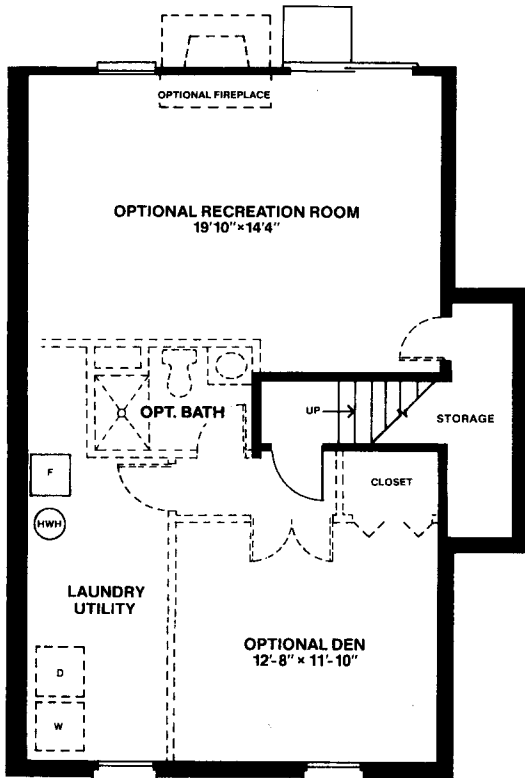 OPTIONAL FIREPLACE
OPTIONAL RECREATION ROOM
19'10"×14'4"
OPT. BATH
UP
STORAGE
F
CLOSET
HWH
LAUNDRY
UTILITY
OPTIONAL DEN
12'-8" × 11'-10"
D
W